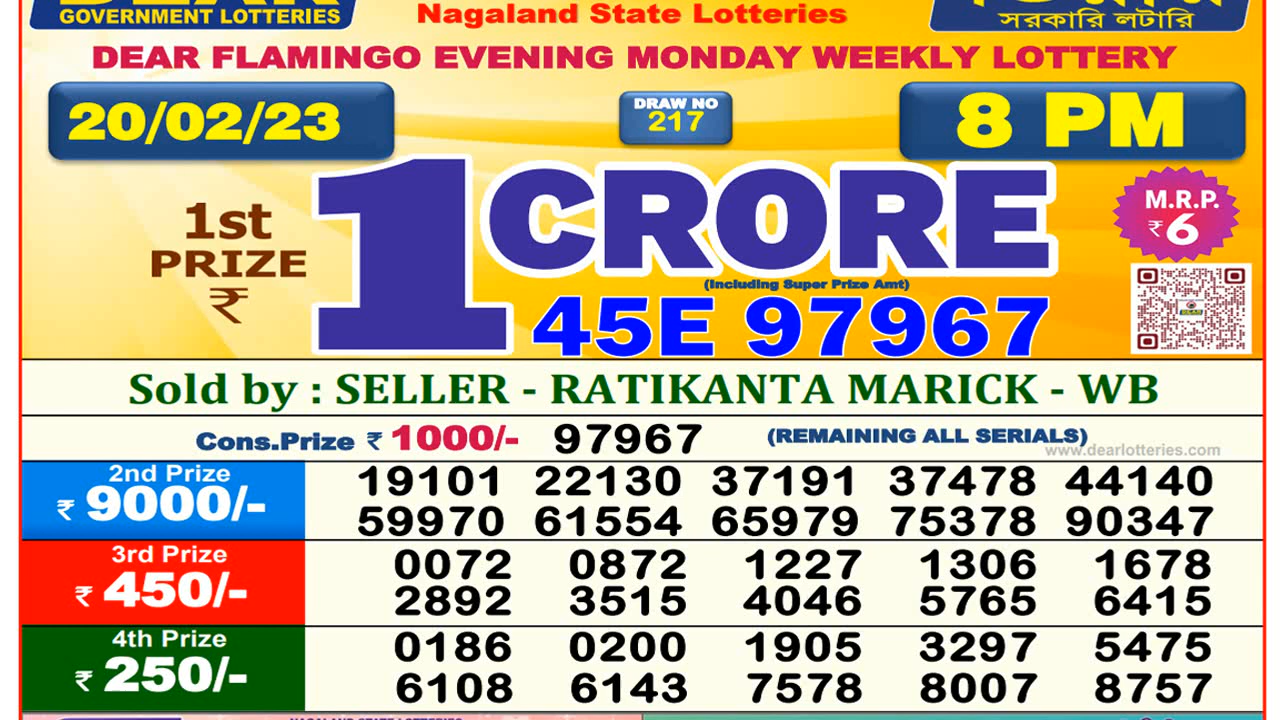 GOVERNMENT LOTTERIES
Nagaland State Lotteries
সরকারি লটারি
DEAR FLAMINGO EVENING MONDAY WEEKLY LOTTERY
20/02/23
DRAW NO
217
8 PM
1st
PRIZE
₹
1 CRORE
(Including Super Prize Amt)
45E 97967
M.R.P.
₹ 6
Sold by : SELLER - RATIKANTA MARICK - WB
Cons.Prize ₹ 1000/- 97967 (REMAINING ALL SERIALS)
www.dearlotteries.com
2nd Prize
₹ 9000/-
19101 22130 37191 37478 44140
59970 61554 65979 75378 90347
3rd Prize
₹ 450/-
0072 0872 1227 1306 1678
2892 3515 4046 5765 6415
4th Prize
₹ 250/-
0186 0200 1905 3297 5475
6108 6143 7578 8007 8757